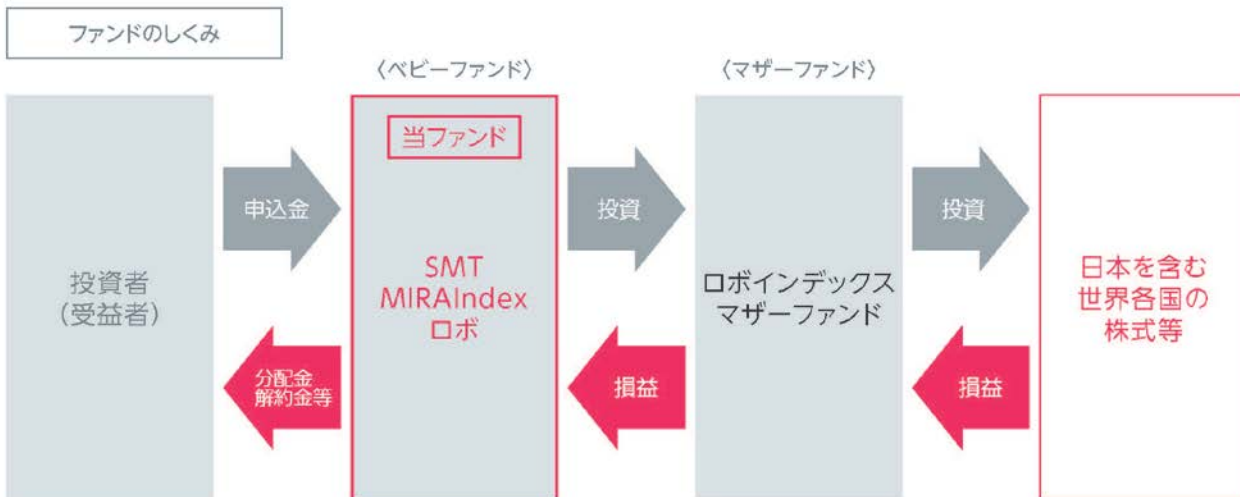 ファンドのしくみ
〈ベビーファンド〉
〈マザーファンド〉
当ファンド
申込金
投資
投資
投資者
(受益者)
SMT
MIRAIndex
ロボ
ロボインデックス
マザーファンド
日本を含む
世界各国の
株式等
分配金
解約金等
損益
損益